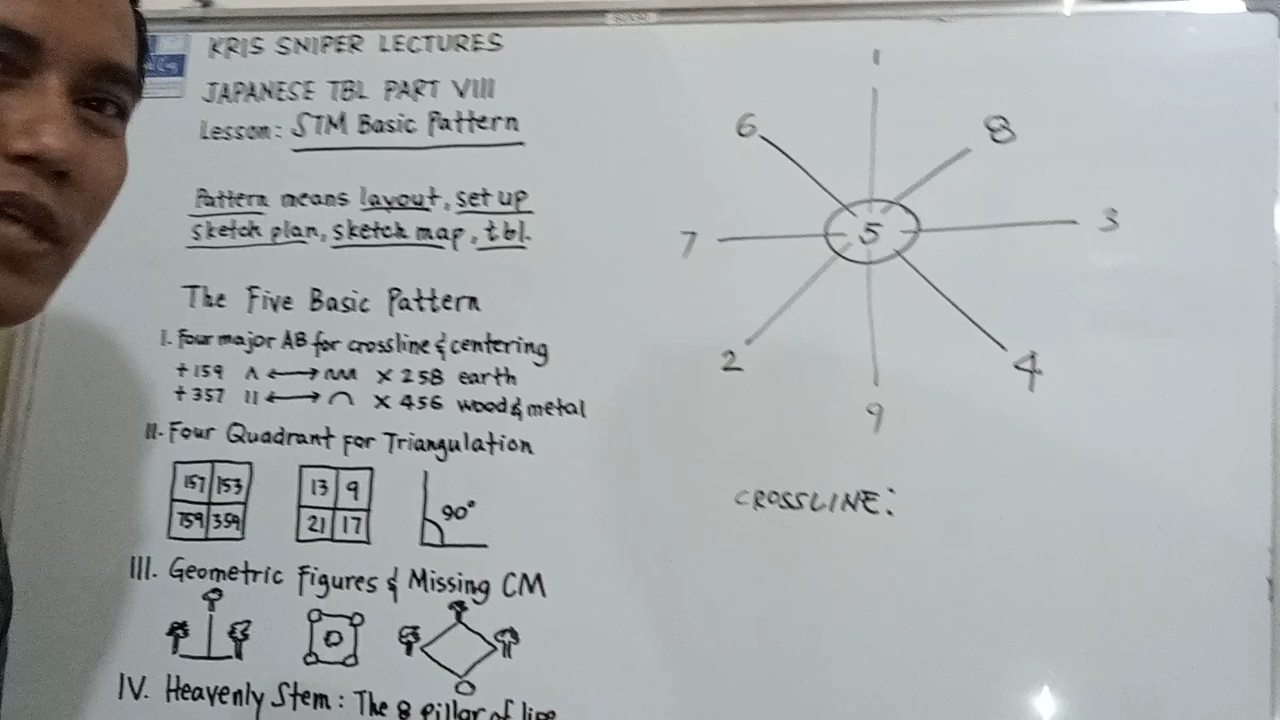 KRIS SNIPER LECTURES
JAPANESE TBL PART VIII
Lesson: STM Basic Pattern
Pattern means layout, set up
sketch plan, sketch map, tbl.
The Five Basic Pattern
I. Four major AB for crossline & centering
+159 ∧ ⟷ mm × 258 earth
+357 11 ⟷ ∩ × 456 wood & metal
II. Four Quadrant for Triangulation
157 153
759 359
13 9
21 17
90°
III. Geometric Figures & Missing CM
IV. Heavenly Stem: The 8 pillar of
1
6
8
7
5
3
2
4
9
CROSSLINE: